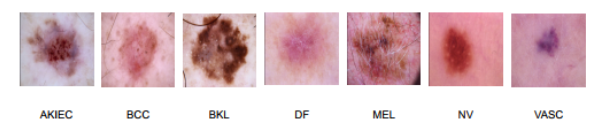 AKIEC BCC BKL DF MEL NV VASC